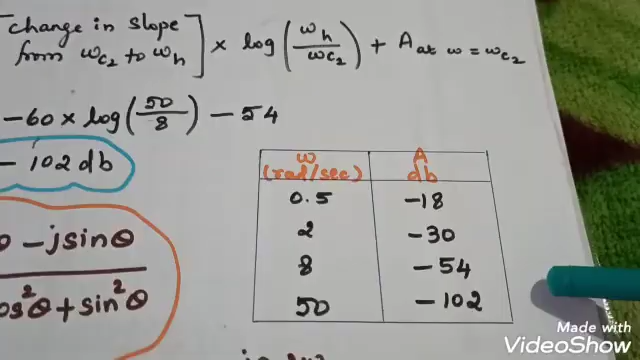 [change in slope
from ωc2 to ωh] × log(ωh/ωc2) + A at ω = ωc2
-60 × log(50/8) - 54
- 102 db
ω (rad/sec) A db
0.5 -18
2 -30
8 -54
50 -102
- jsinθ
cos²θ + sin²θ
Made with
VideoShow